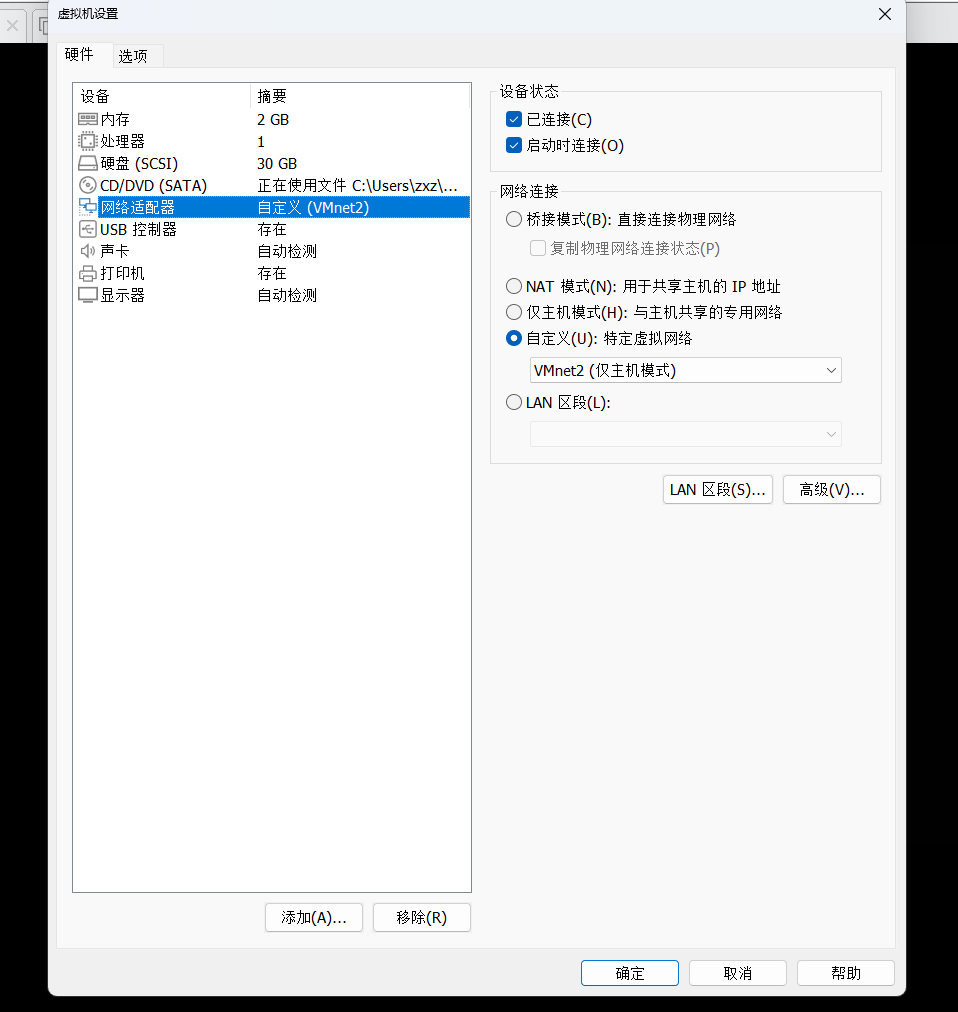 虚拟机设置
硬件 选项
设备 摘要
内存 2 GB
处理器 1
硬盘 (SCSI) 30 GB
CD/DVD (SATA) 正在使用文件 C:\Users\zxz\...
网络适配器 自定义 (VMnet2)
USB 控制器 存在
声卡 自动检测
打印机 存在
显示器 自动检测
添加(A)... 移除(R)
设备状态
已连接(C)
启动时连接(O)
网络连接
桥接模式(B): 直接连接物理网络
复制物理网络连接状态(P)
NAT 模式(N): 用于共享主机的 IP 地址
仅主机模式(H): 与主机共享的专用网络
自定义(U): 特定虚拟网络
VMnet2 (仅主机模式)
LAN 区段(L):
LAN 区段(S)... 高级(V)...
确定 取消 帮助